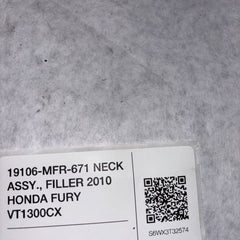 19106-MFR-671 NECK
ASSY., FILLER 2010
HONDA FURY
VT1300CX
S6WX3T32574